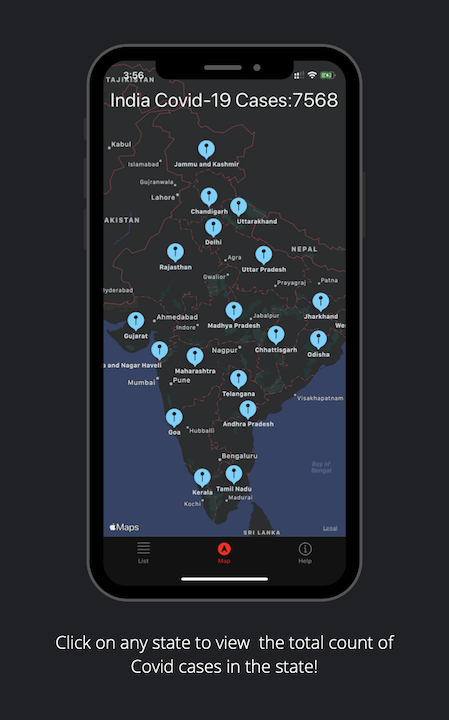 3:56
TAJIKISTAN
India Covid-19 Cases:7568
Kabul
Islamabad
Jammu and Kashmir
Gujranwala
Lahore
Chandigarh
Uttarakhand
AKISTAN
Delhi
NEPAL
Rajasthan
Agra
Uttar Pradesh
Gwalior
Prayagraj
Patna
Hyderabad
Jharkhand
Ahmedabad
Jabalpur
Indore
Madhya Pradesh
We
Gujarat
Nagpur
Chhattisgarh
Odisha
a and Nagar Haveli
Maharashtra
Mumbai
Pune
Telangana
Visakhapatnam
Goa
Hubballi
Andhra Pradesh
Bengaluru
Bay of
Bengal
Kerala
Tamil Nadu
Kochi
Madurai
Maps
Legal
SRI LANKA
List
Map
Help
Click on any state to view the total count of
Covid cases in the state!